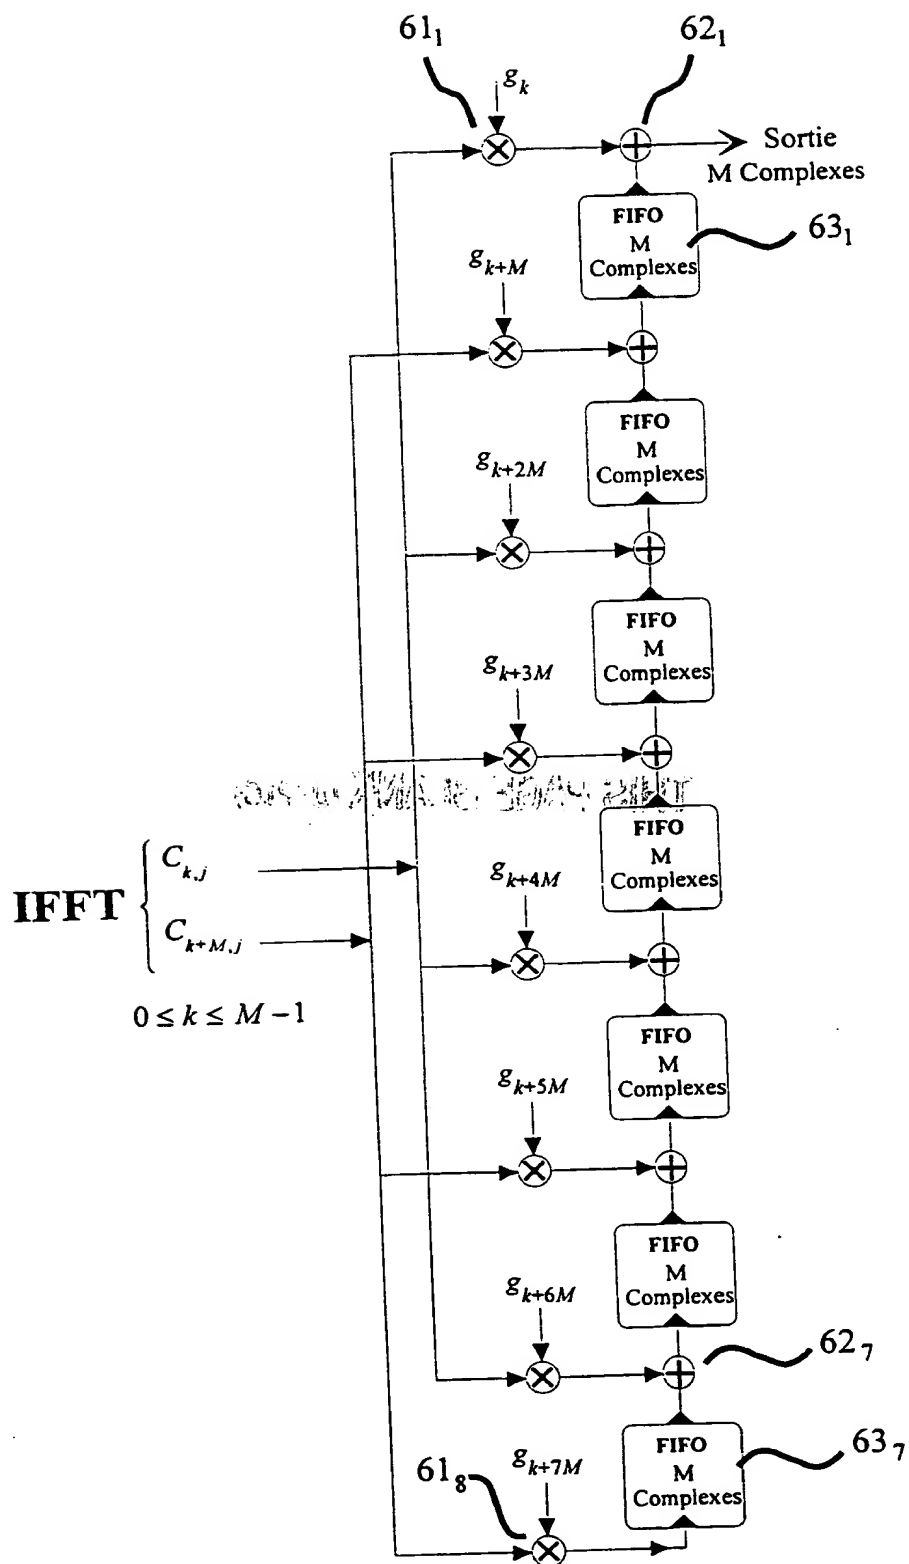 61₁
62₁
g_k
Sortie
M Complexes
FIFO
M
Complexes
63₁
g_{k+M}
FIFO
M
Complexes
g_{k+2M}
FIFO
M
Complexes
g_{k+3M}
FIFO
M
Complexes
IFFT { C_{k,j}
C_{k+M,j}
0 ≤ k ≤ M−1
g_{k+4M}
FIFO
M
Complexes
g_{k+5M}
FIFO
M
Complexes
g_{k+6M}
62₇
FIFO
M
Complexes
63₇
61₈
g_{k+7M}